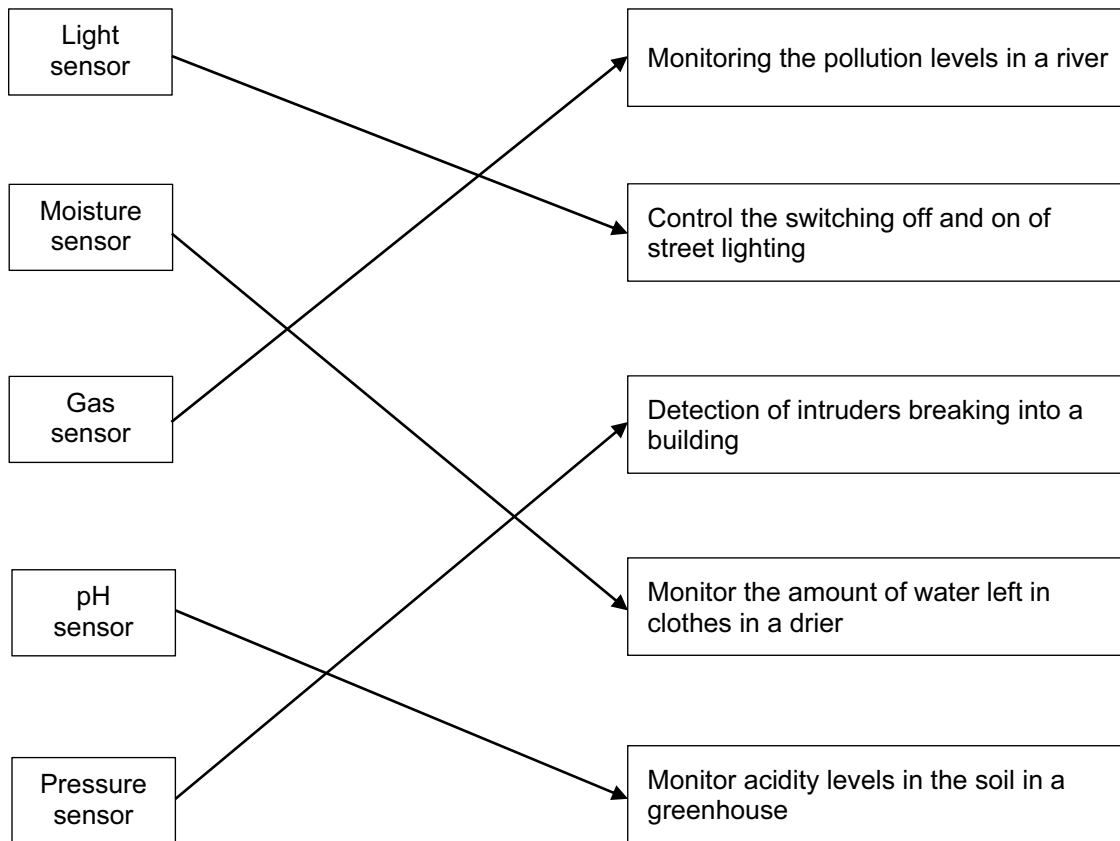 Light
sensor
Monitoring the pollution levels in a river
Moisture
sensor
Control the switching off and on of
street lighting
Gas
sensor
Detection of intruders breaking into a
building
pH
sensor
Monitor the amount of water left in
clothes in a drier
Pressure
sensor
Monitor acidity levels in the soil in a
greenhouse